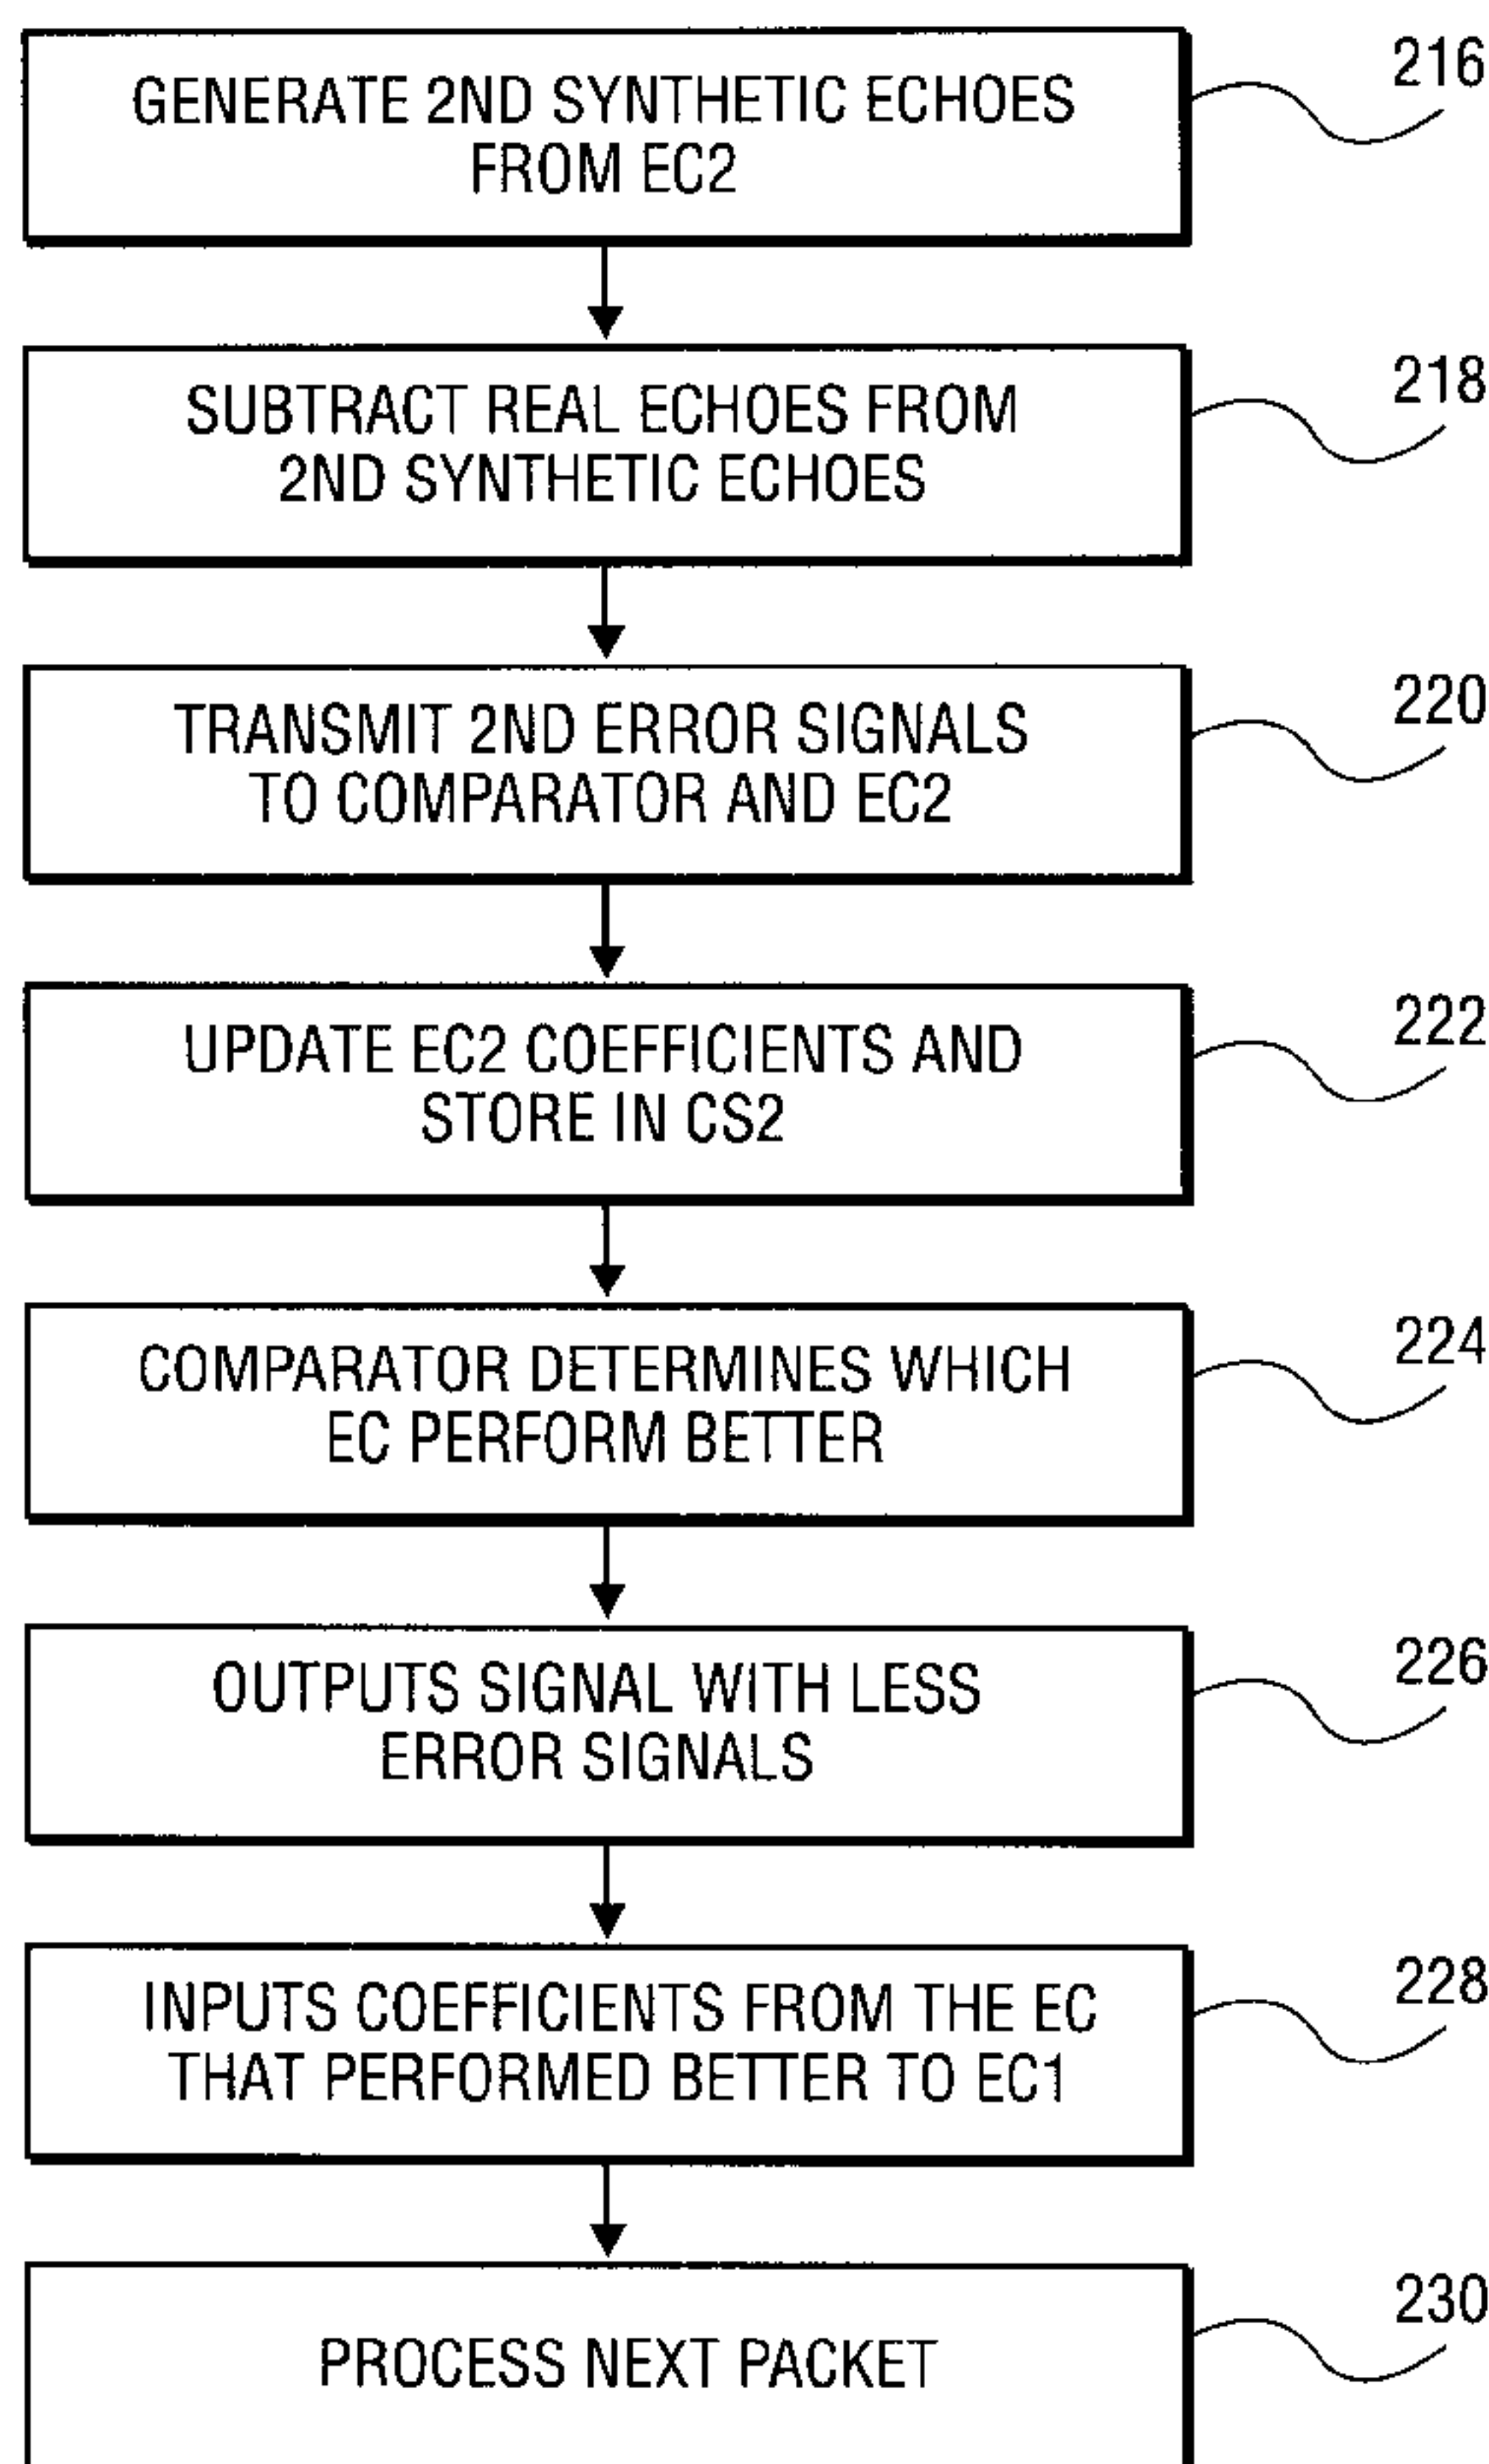 GENERATE 2ND SYNTHETIC ECHOES
FROM EC2
216
SUBTRACT REAL ECHOES FROM
2ND SYNTHETIC ECHOES
218
TRANSMIT 2ND ERROR SIGNALS
TO COMPARATOR AND EC2
220
UPDATE EC2 COEFFICIENTS AND
STORE IN CS2
222
COMPARATOR DETERMINES WHICH
EC PERFORM BETTER
224
OUTPUTS SIGNAL WITH LESS
ERROR SIGNALS
226
INPUTS COEFFICIENTS FROM THE EC
THAT PERFORMED BETTER TO EC1
228
PROCESS NEXT PACKET
230